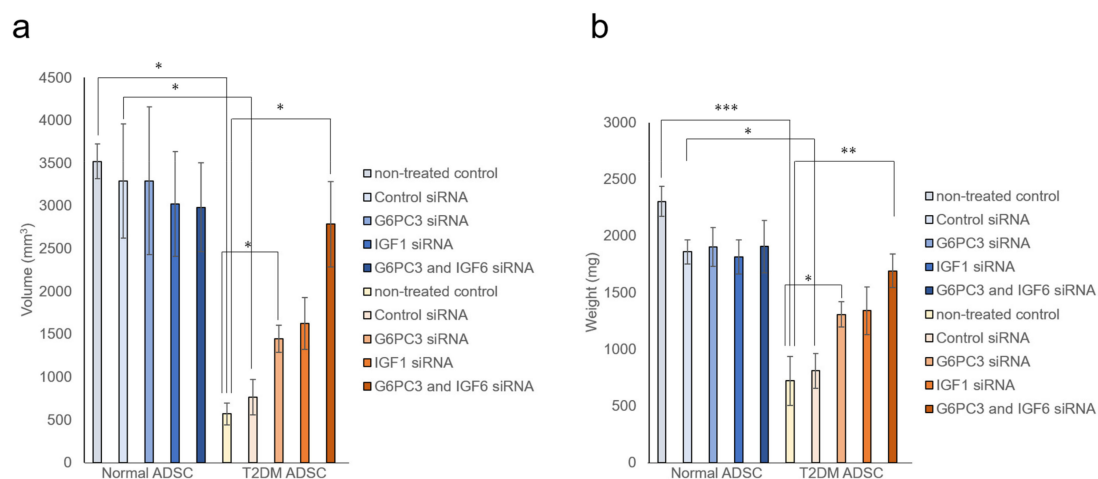 a
*
*
*
*
4500
4000
3500
3000
2500
2000
1500
1000
500
0
Volume (mm³)
Normal ADSC
T2DM ADSC
non-treated control
Control siRNA
G6PC3 siRNA
IGF1 siRNA
G6PC3 and IGF6 siRNA
non-treated control
Control siRNA
G6PC3 siRNA
IGF1 siRNA
G6PC3 and IGF6 siRNA
b
***
*
**
*
3000
2500
2000
1500
1000
500
0
Weight (mg)
Normal ADSC
T2DM ADSC
non-treated control
Control siRNA
G6PC3 siRNA
IGF1 siRNA
G6PC3 and IGF6 siRNA
non-treated control
Control siRNA
G6PC3 siRNA
IGF1 siRNA
G6PC3 and IGF6 siRNA